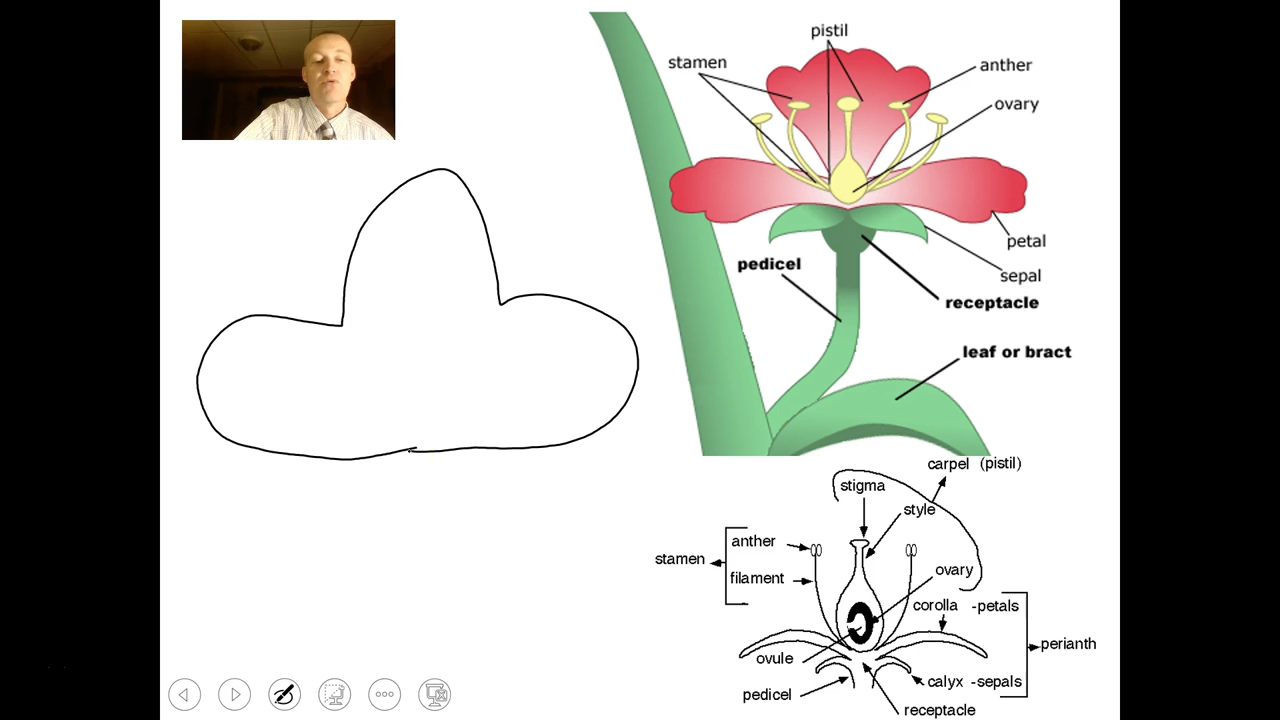 pistil
stamen
anther
ovary
petal
pedicel
sepal
receptacle
leaf or bract
carpel (pistil)
stigma
style
anther
stamen
filament
ovary
corolla -petals
perianth
ovule
calyx -sepals
pedicel
receptacle